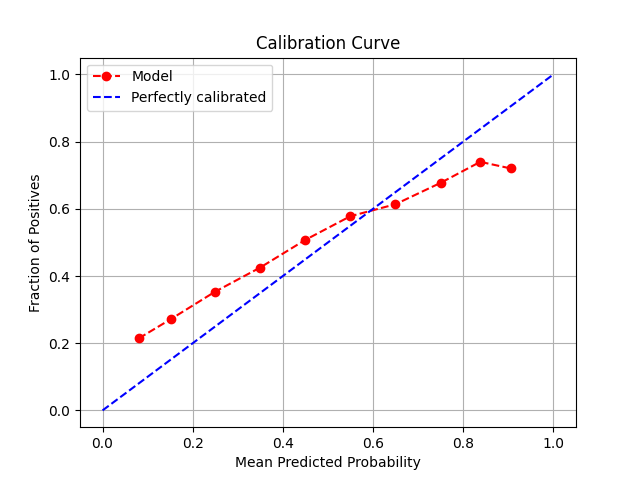 Calibration Curve
Model
Perfectly calibrated
1.0
0.8
0.6
0.4
0.2
0.0
Fraction of Positives
0.0 0.2 0.4 0.6 0.8 1.0
Mean Predicted Probability